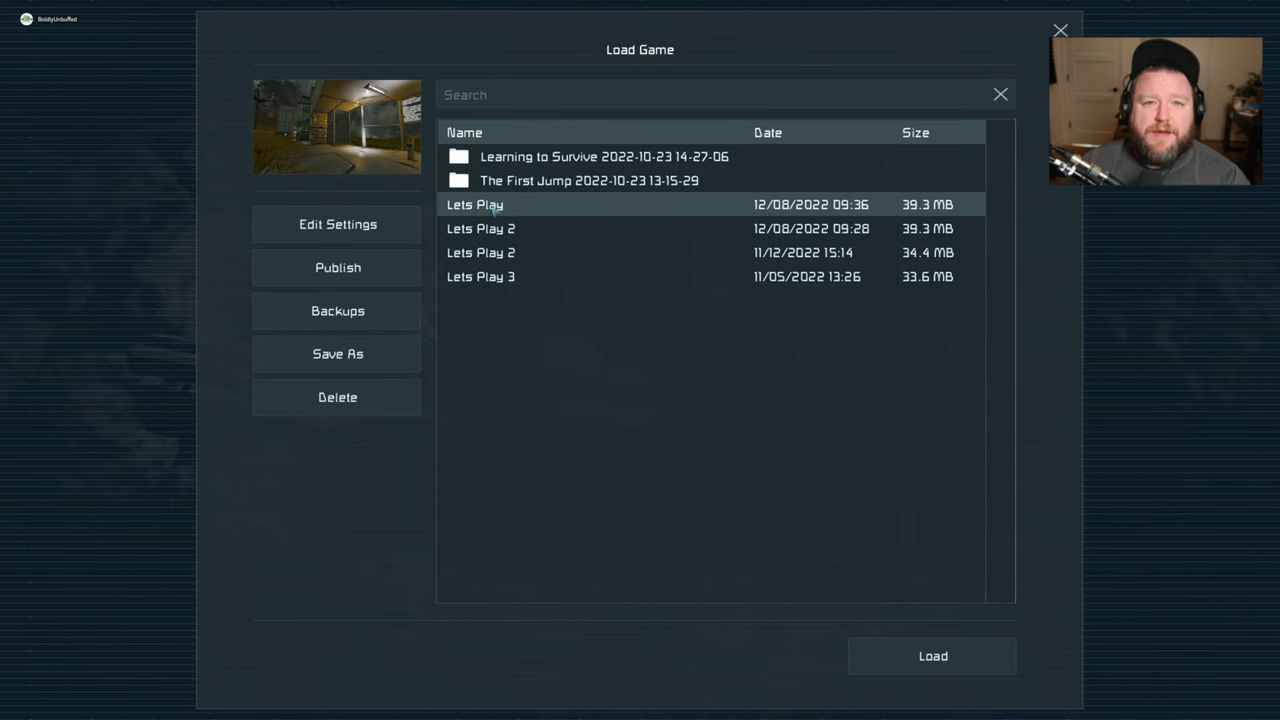 BoldlyUnbuffed
Load Game
Search
Name Date Size
Learning to Survive 2022-10-23 14-27-06
The First Jump 2022-10-23 13-15-29
Lets Play 12/08/2022 09:36 39.3 MB
Lets Play 2 12/08/2022 09:28 39.3 MB
Lets Play 2 11/12/2022 15:14 34.4 MB
Lets Play 3 11/05/2022 13:26 33.6 MB
Edit Settings
Publish
Backups
Save As
Delete
Load